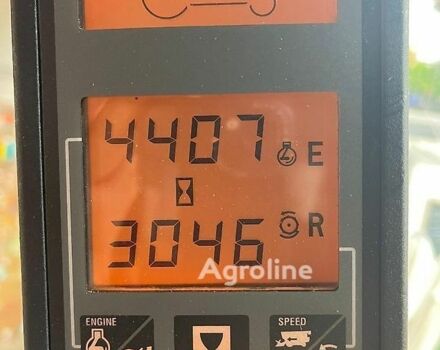 4407 E
3046 R
Agroline
ENGINE
SPEED